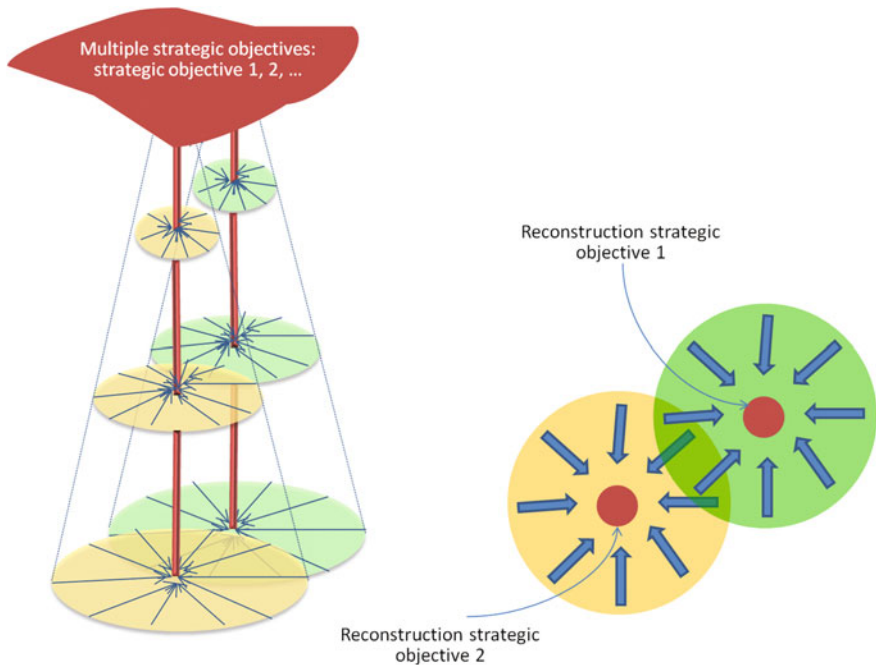 Multiple strategic objectives:
strategic objective 1, 2, ...
Reconstruction strategic
objective 1
Reconstruction strategic
objective 2